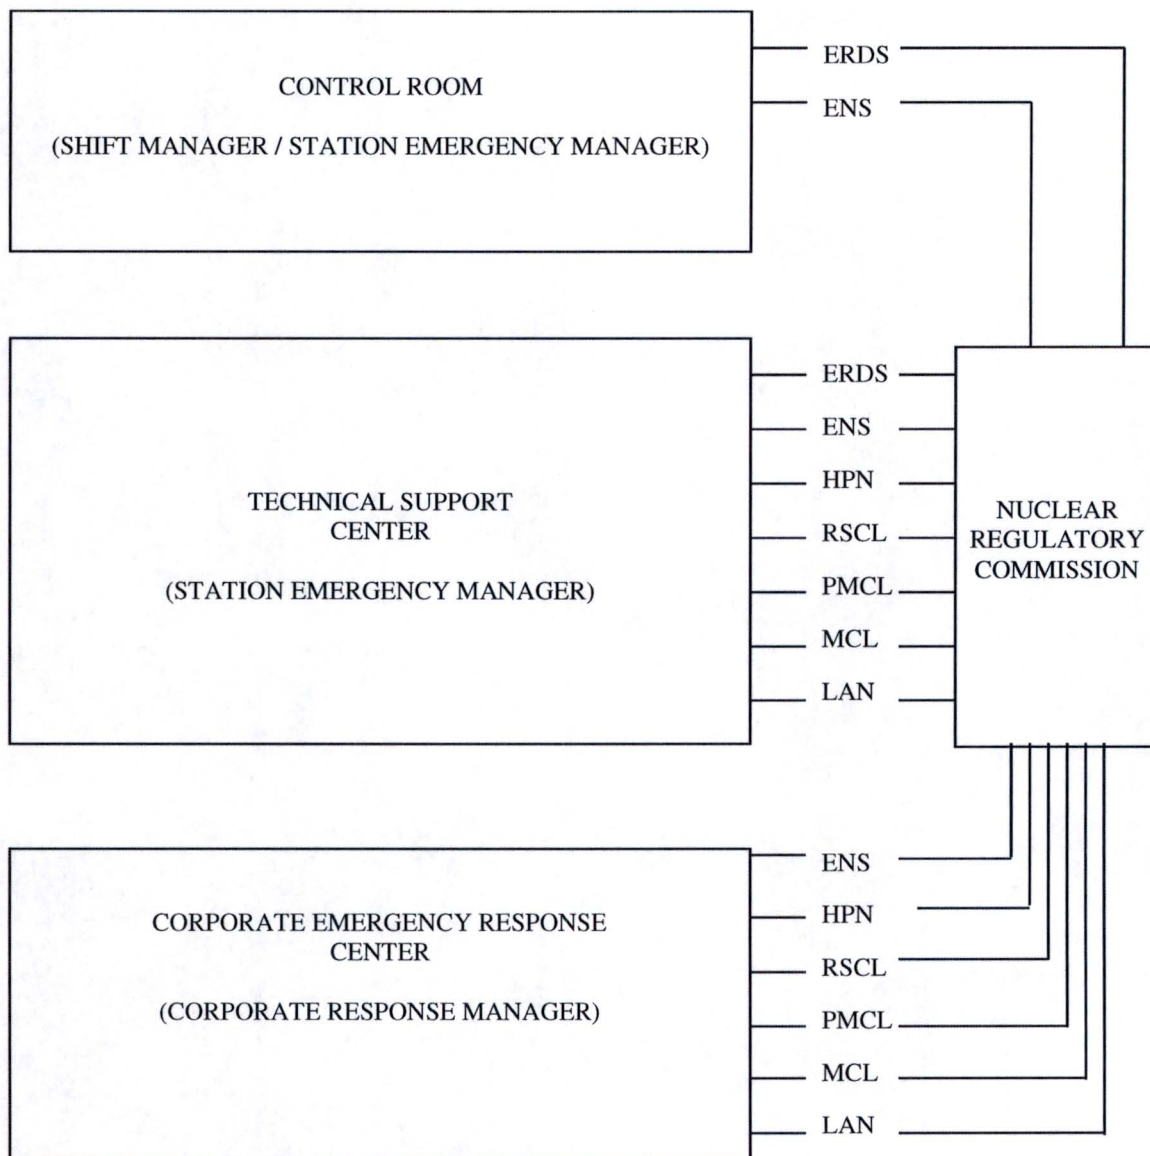 CONTROL ROOM
(SHIFT MANAGER / STATION EMERGENCY MANAGER)
ERDS
ENS
TECHNICAL SUPPORT
CENTER
(STATION EMERGENCY MANAGER)
ERDS
ENS
HPN
RSCL
PMCL
MCL
LAN
NUCLEAR
REGULATORY
COMMISSION
CORPORATE EMERGENCY RESPONSE
CENTER
(CORPORATE RESPONSE MANAGER)
ENS
HPN
RSCL
PMCL
MCL
LAN